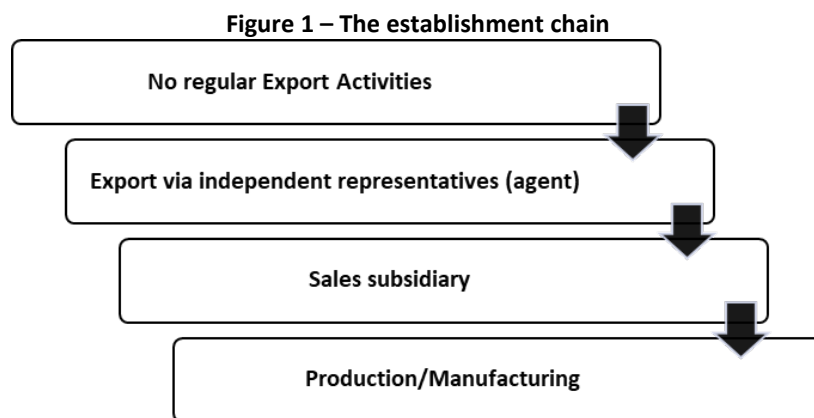 Figure 1 – The establishment chain
No regular Export Activities
Export via independent representatives (agent)
Sales subsidiary
Production/Manufacturing